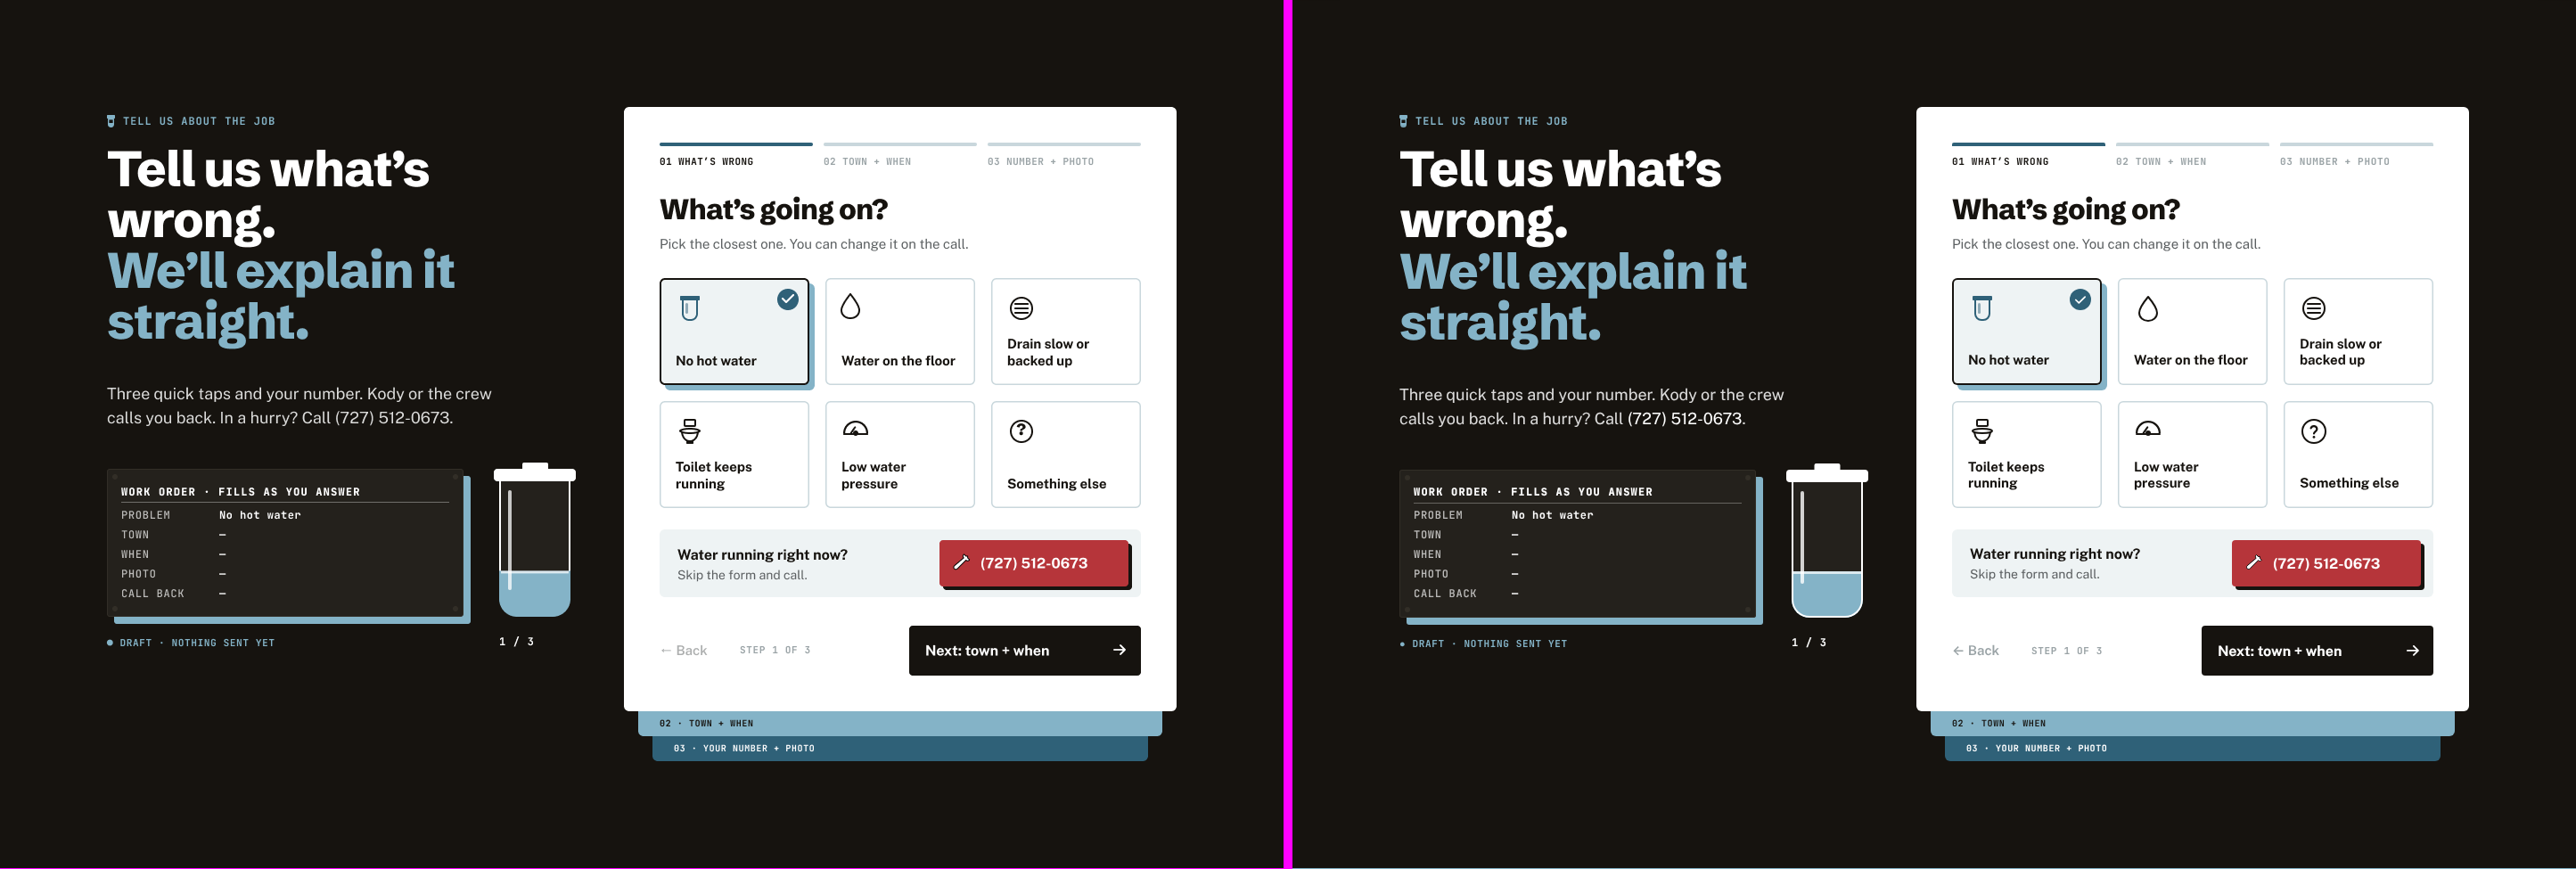 TELL US ABOUT THE JOB
Tell us what’s
wrong.
We’ll explain it
straight.
Three quick taps and your number. Kody or the crew
calls you back. In a hurry? Call (727) 512-0673.
WORK ORDER · FILLS AS YOU ANSWER
PROBLEM No hot water
TOWN —
WHEN —
PHOTO —
CALL BACK —
DRAFT · NOTHING SENT YET
1 / 3
01 WHAT’S WRONG
02 TOWN + WHEN
03 NUMBER + PHOTO
What’s going on?
Pick the closest one. You can change it on the call.
No hot water
Water on the floor
Drain slow or
backed up
Toilet keeps
running
Low water
pressure
Something else
Water running right now?
Skip the form and call.
(727) 512-0673
← Back
STEP 1 OF 3
Next: town + when →
02 · TOWN + WHEN
03 · YOUR NUMBER + PHOTO
TELL US ABOUT THE JOB
Tell us what’s
wrong.
We’ll explain it
straight.
Three quick taps and your number. Kody or the crew
calls you back. In a hurry? Call (727) 512-0673.
WORK ORDER · FILLS AS YOU ANSWER
PROBLEM No hot water
TOWN —
WHEN —
PHOTO —
CALL BACK —
DRAFT · NOTHING SENT YET
1 / 3
01 WHAT’S WRONG
02 TOWN + WHEN
03 NUMBER + PHOTO
What’s going on?
Pick the closest one. You can change it on the call.
No hot water
Water on the floor
Drain slow or
backed up
Toilet keeps
running
Low water
pressure
Something else
Water running right now?
Skip the form and call.
(727) 512-0673
← Back
STEP 1 OF 3
Next: town + when →
02 · TOWN + WHEN
03 · YOUR NUMBER + PHOTO